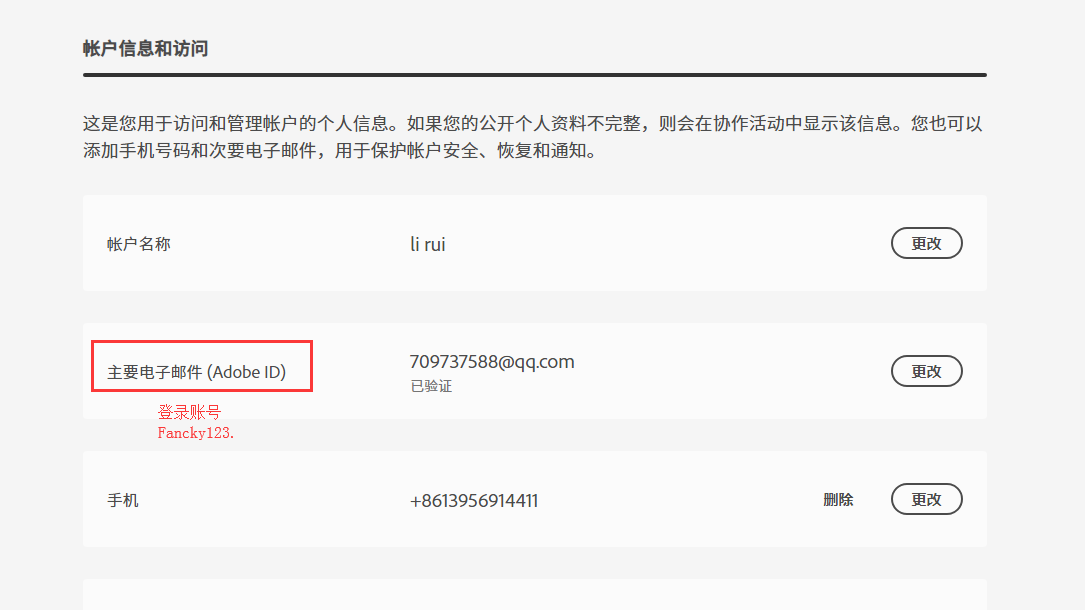 帐户信息和访问
这是您用于访问和管理帐户的个人信息。如果您的公开个人资料不完整，则会在协作活动中显示该信息。您也可以
添加手机号码和次要电子邮件，用于保护帐户安全、恢复和通知。
帐户名称 li rui 更改
主要电子邮件 (Adobe ID) 709737588@qq.com 更改
已验证
登录账号
Fancky123.
手机 +8613956914411 删除 更改